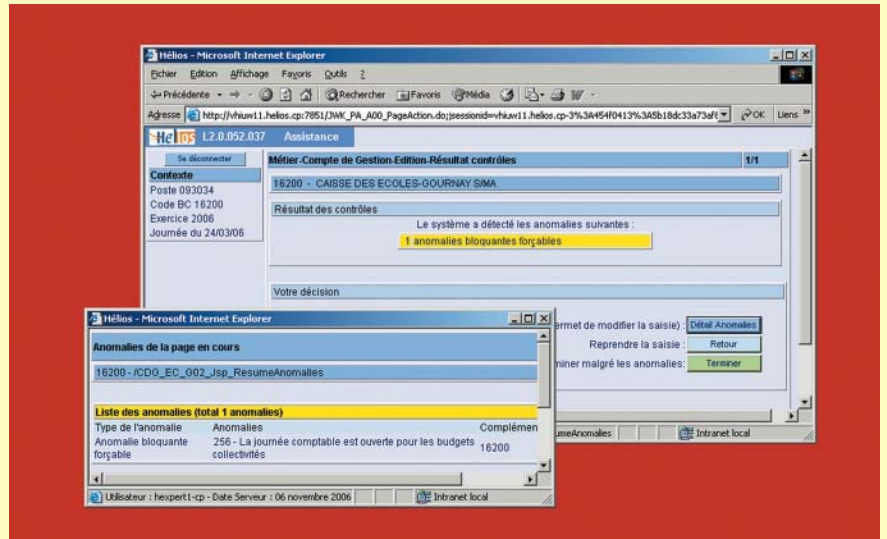 Hélios - Microsoft Internet Explorer
Fichier Edition Affichage Favoris Outils ?
Précédente Rechercher Favoris Média
Adresse http://vhiuw11.helios.cp:7851/JWK_PA_A00_PageAction.do;jsessionid=vhiuw11.helios.cp-3%3A454F0413%3A5b18dc33a73af OK Liens »
Helios L2.0.052.037 Assistance
Se déconnecter
Contexte
Poste 093034
Code BC 16200
Exercice 2006
Journée du 24/03/06
Métier-Compte de Gestion-Edition-Résultat contrôles 1/1
16200 - CAISSE DES ECOLES-GOURNAY S/MA
Résultat des contrôles
Le système a détecté les anomalies suivantes :
1 anomalies bloquantes forçables
Votre décision
ermet de modifier la saisie) : Détail Anomalies
Reprendre la saisie : Retour
miner malgré les anomalies: Terminer
umeAnomalies Intranet local
Hélios - Microsoft Internet Explorer
Anomalies de la page en cours
16200 - /CDG_EC_G02_Jsp_ResumeAnomalies
Liste des anomalies (total 1 anomalies)
Type de l'anomalie Anomalies Complémen
Anomalie bloquante 256 - La journée comptable est ouverte pour les budgets 16200
forçable collectivités
Utilisateur : hexpert1-cp - Date Serveur : 06 novembre 2006 Intranet local